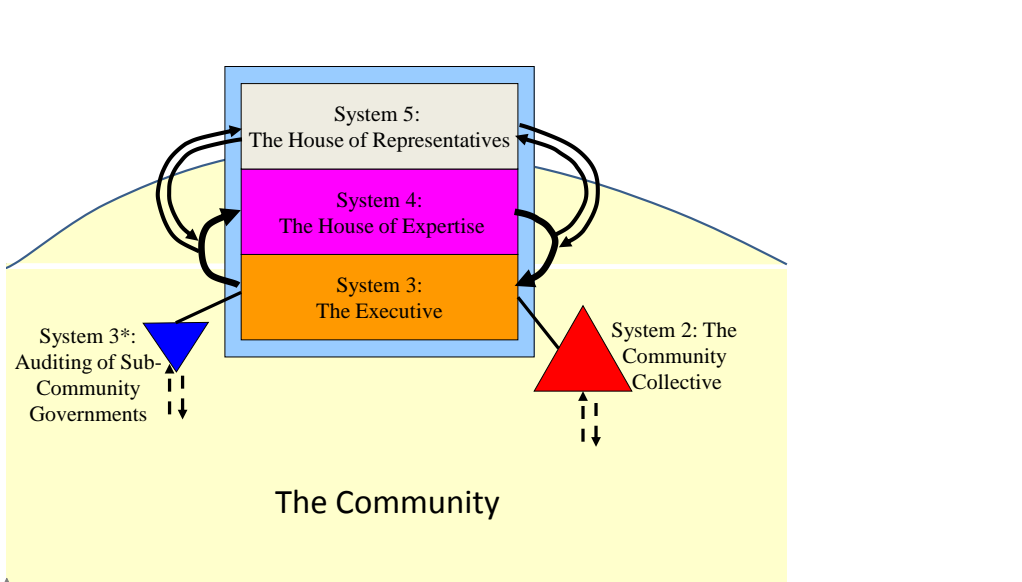 System 5:
The House of Representatives
System 4:
The House of Expertise
System 3:
The Executive
System 3*:
Auditing of Sub-
Community
Governments
System 2: The
Community
Collective
The Community